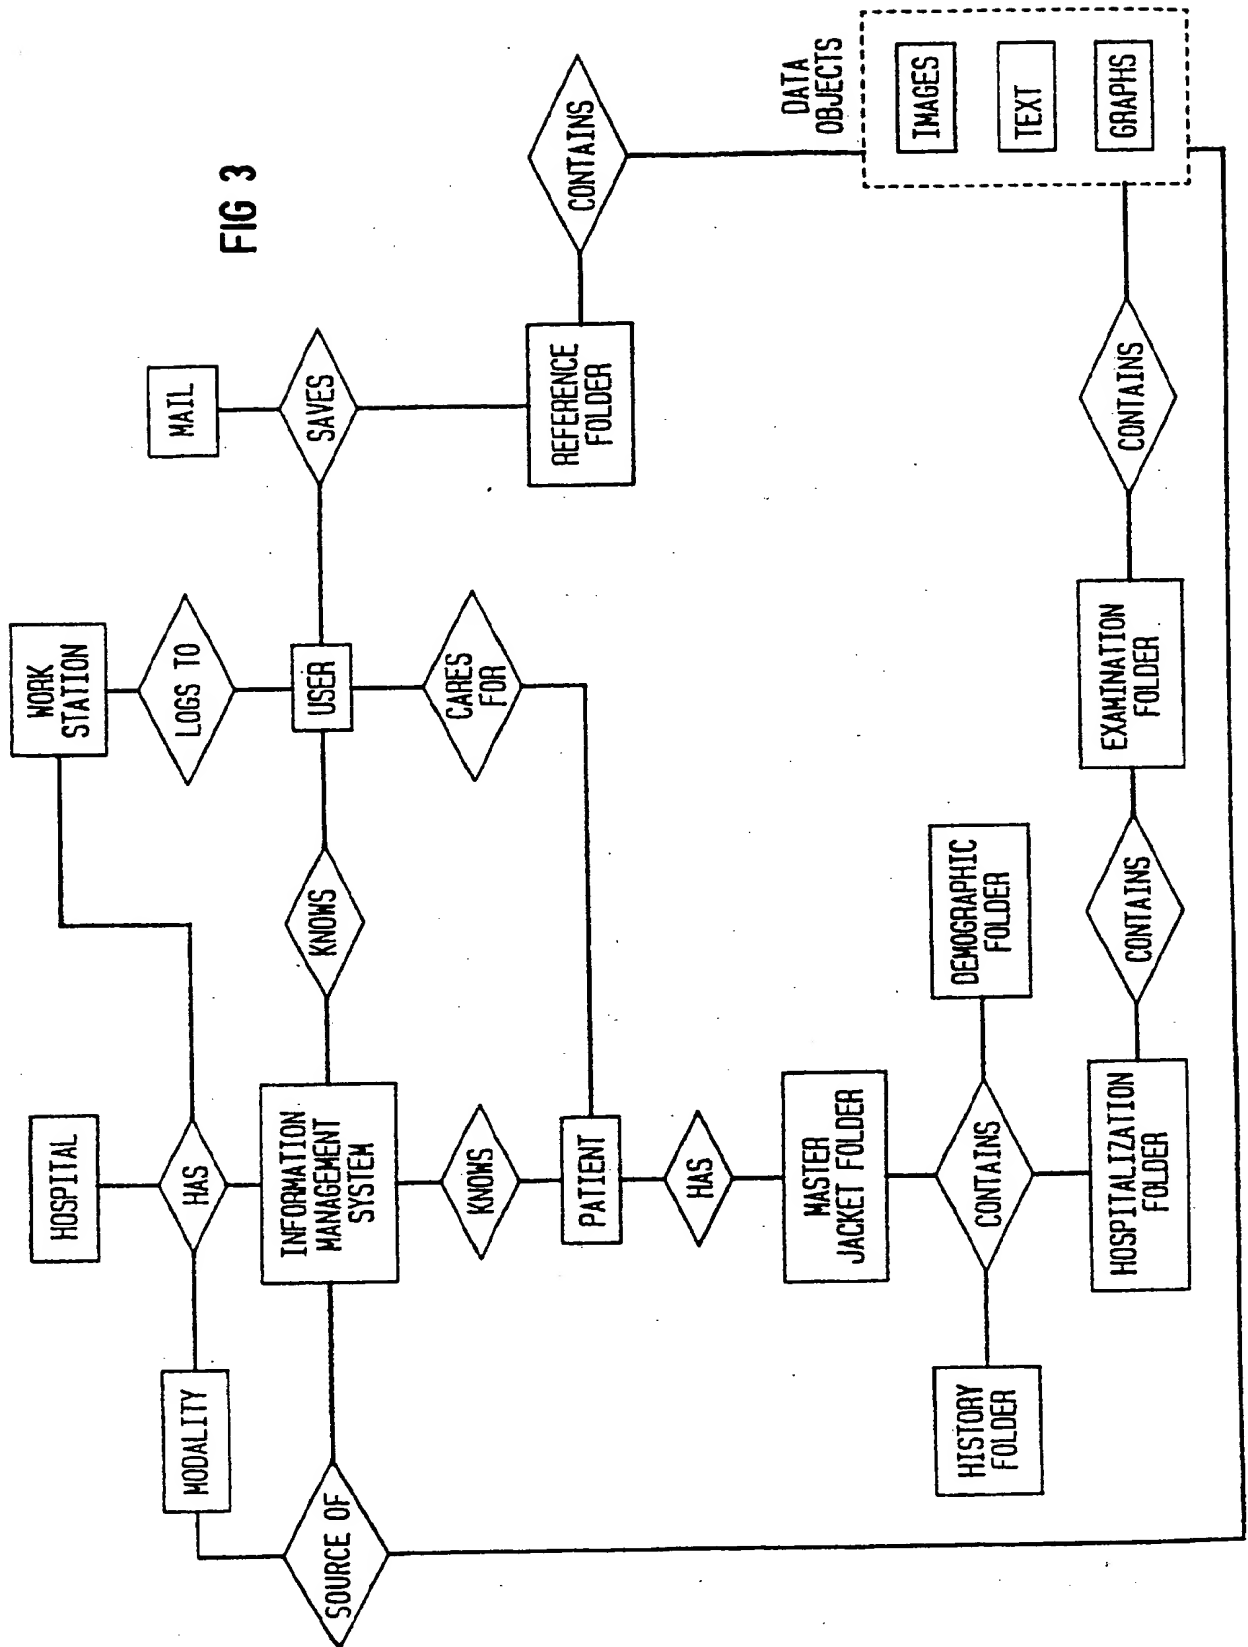 FIG 3
HOSPITAL
WORK
STATION
MAIL
MODALITY
HAS
LOGS TO
SAVES
SOURCE OF
INFORMATION
MANAGEMENT
SYSTEM
KNOWS
USER
KNOWS
CARES
FOR
REFERENCE
FOLDER
CONTAINS
PATIENT
HAS
MASTER
JACKET FOLDER
DATA
OBJECTS
IMAGES
TEXT
GRAPHS
HISTORY
FOLDER
CONTAINS
DEMOGRAPHIC
FOLDER
HOSPITALIZATION
FOLDER
CONTAINS
EXAMINATION
FOLDER
CONTAINS